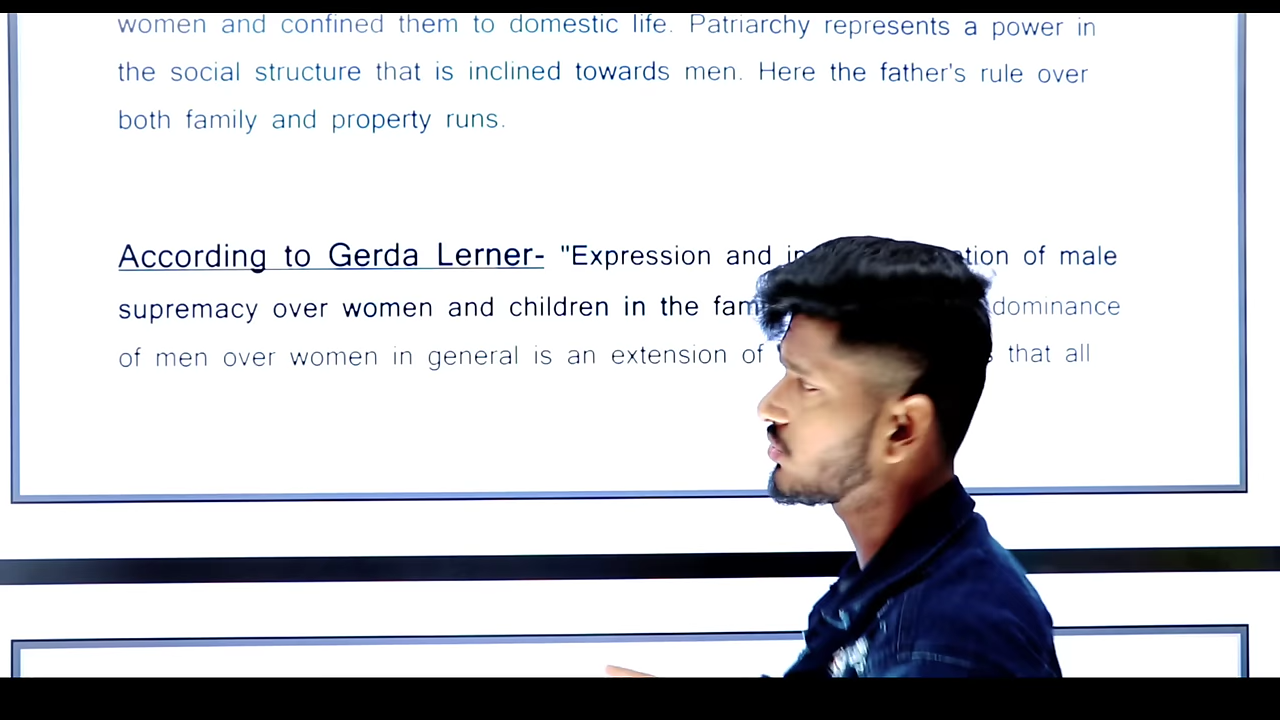 women and confined them to domestic life. Patriarchy represents a power in
the social structure that is inclined towards men. Here the father's rule over
both family and property runs.
According to Gerda Lerner- "Expression and of male
supremacy over women and children in the dominance
of men over women in general is an extension of that all